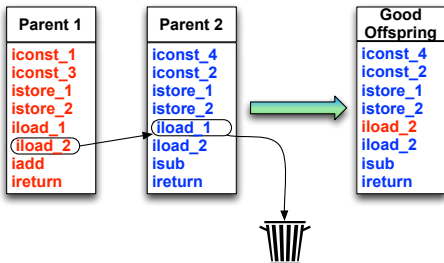 Parent 1
iconst_1
iconst_3
istore_1
istore_2
iload_1
iload_2
iadd
ireturn
Parent 2
iconst_4
iconst_2
istore_1
istore_2
iload_1
iload_2
isub
ireturn
Good
Offspring
iconst_4
iconst_2
istore_1
istore_2
iload_2
iload_2
isub
ireturn